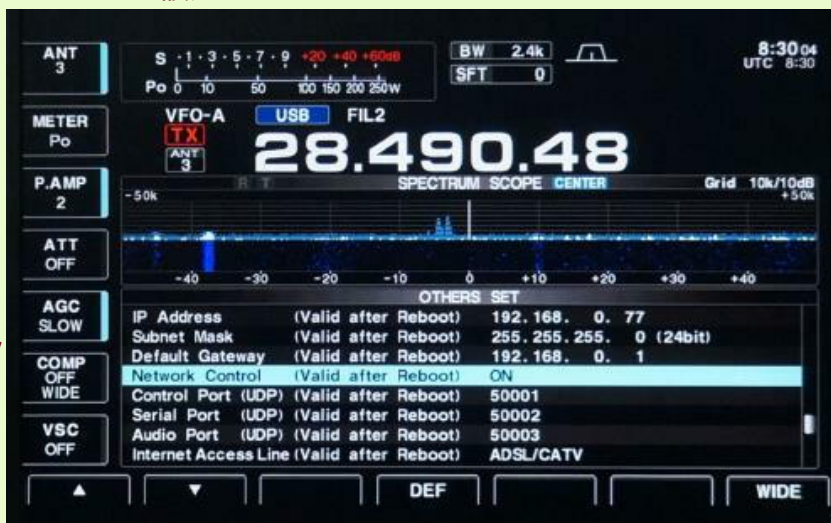 ANT
3
S ·1·3·5·7·9 +20 +40 +60dB
Po 0 10 50 100 150 200 250W
BW 2.4k
SFT 0
8:30 04
UTC 8:30
METER
Po
VFO-A USB FIL2
TX
ANT
3
28.490.48
P.AMP
2
R T SPECTRUM SCOPE CENTER Grid 10k/10dB
-50k +50k
ATT
OFF
-40 -30 -20 -10 0 +10 +20 +30 +40
AGC
SLOW
OTHERS SET
IP Address (Valid after Reboot) 192.168. 0. 77
Subnet Mask (Valid after Reboot) 255.255.255. 0 (24bit)
Default Gateway (Valid after Reboot) 192.168. 0. 1
Network Control (Valid after Reboot) ON
Control Port (UDP) (Valid after Reboot) 50001
Serial Port (UDP) (Valid after Reboot) 50002
Audio Port (UDP) (Valid after Reboot) 50003
Internet Access Line (Valid after Reboot) ADSL/CATV
COMP
OFF
WIDE
VSC
OFF
▲ ▼ DEF WIDE